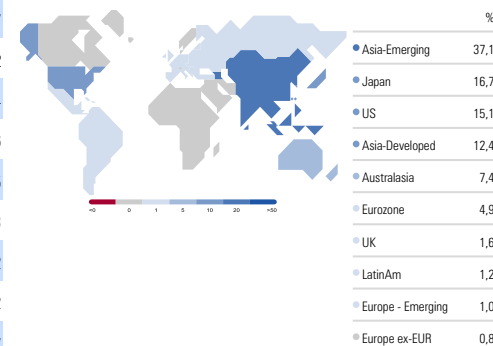 %
Asia-Emerging 37,1
Japan 16,7
US 15,1
Asia-Developed 12,4
Australasia 7,4
Eurozone 4,9
UK 1,6
LatinAm 1,2
Europe - Emerging 1,0
Europe ex-EUR 0,8
<0 0 1 5 10 20 >50